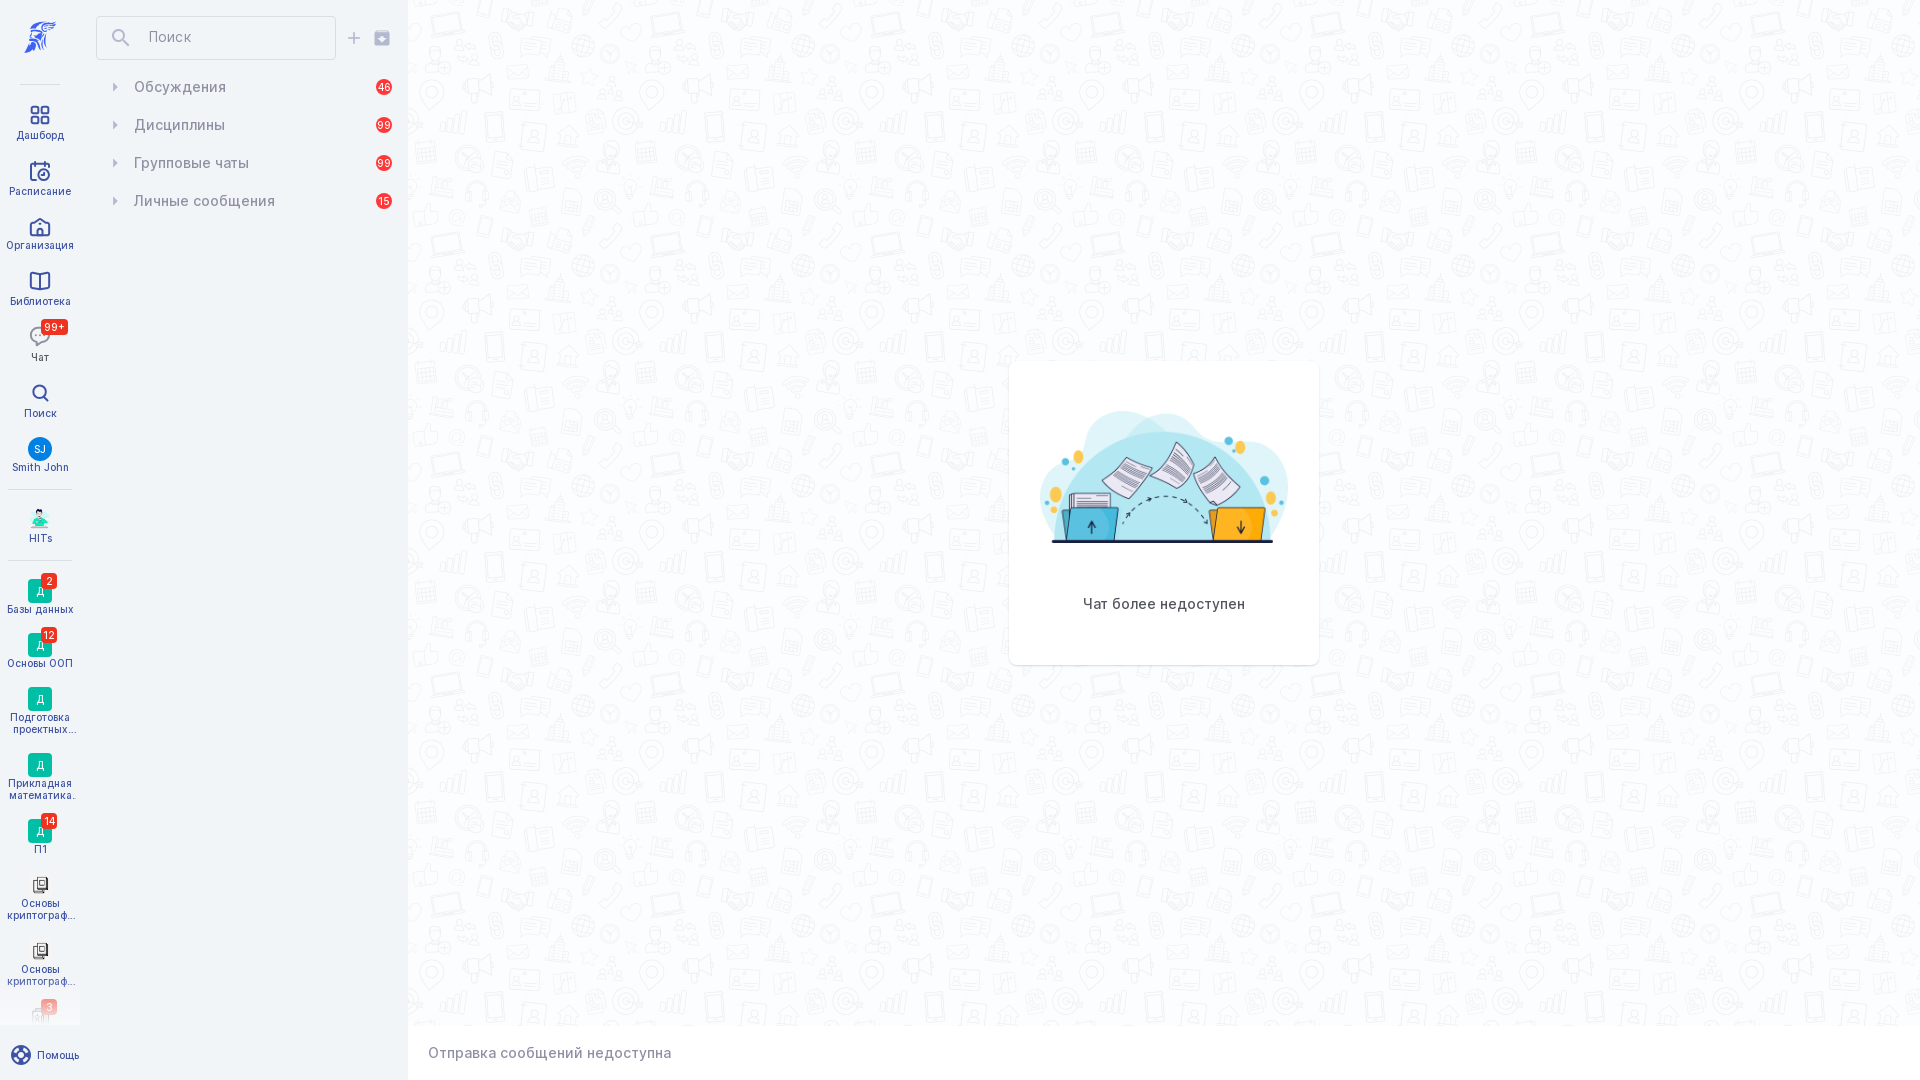 Поиск
Обсуждения 46
Дисциплины 99
Групповые чаты 99
Личные сообщения 15
Дашборд
Расписание
Организация
Библиотека
99+
Чат
Поиск
SJ
Smith John
HITs
2
Д
Базы данных
12
Д
Основы ООП
Д
Подготовка
проектных...
Д
Прикладная
математика.
14
Д
П1
Основы
криптограф...
Основы
криптограф...
3
Помощь
Чат более недоступен
Отправка сообщений недоступна